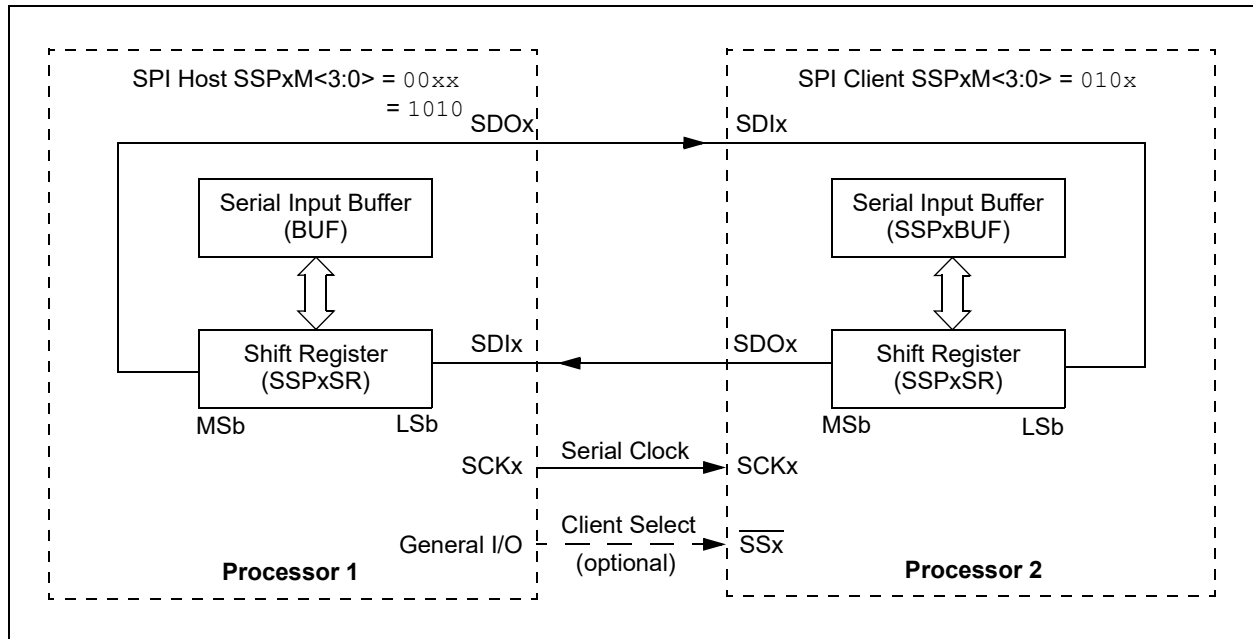 SPI Host SSPxM<3:0> = 00xx
= 1010
SPI Client SSPxM<3:0> = 010x
SDOx
SDIx
Serial Input Buffer
(BUF)
Serial Input Buffer
(SSPxBUF)
Shift Register
(SSPxSR)
SDIx
SDOx
Shift Register
(SSPxSR)
MSb
LSb
MSb
LSb
SCKx
Serial Clock
SCKx
General I/O
Client Select
(optional)
SSx
Processor 1
Processor 2